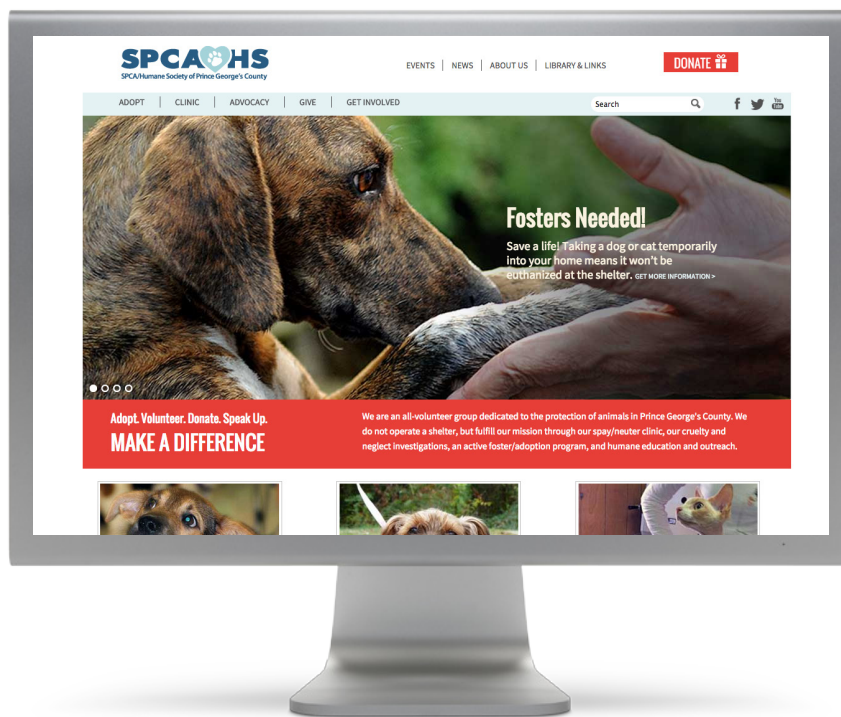 SPCA HS
SPCA/Humane Society of Prince George's County
EVENTS | NEWS | ABOUT US | LIBRARY & LINKS
DONATE
ADOPT | CLINIC | ADVOCACY | GIVE | GET INVOLVED
Search
f
You Tube
Fosters Needed!
Save a life! Taking a dog or cat temporarily
into your home means it won't be
euthanized at the shelter. GET MORE INFORMATION >
Adopt. Volunteer. Donate. Speak Up.
MAKE A DIFFERENCE
We are an all-volunteer group dedicated to the protection of animals in Prince George's County. We
do not operate a shelter, but fulfill our mission through our spay/neuter clinic, our cruelty and
neglect investigations, an active foster/adoption program, and humane education and outreach.